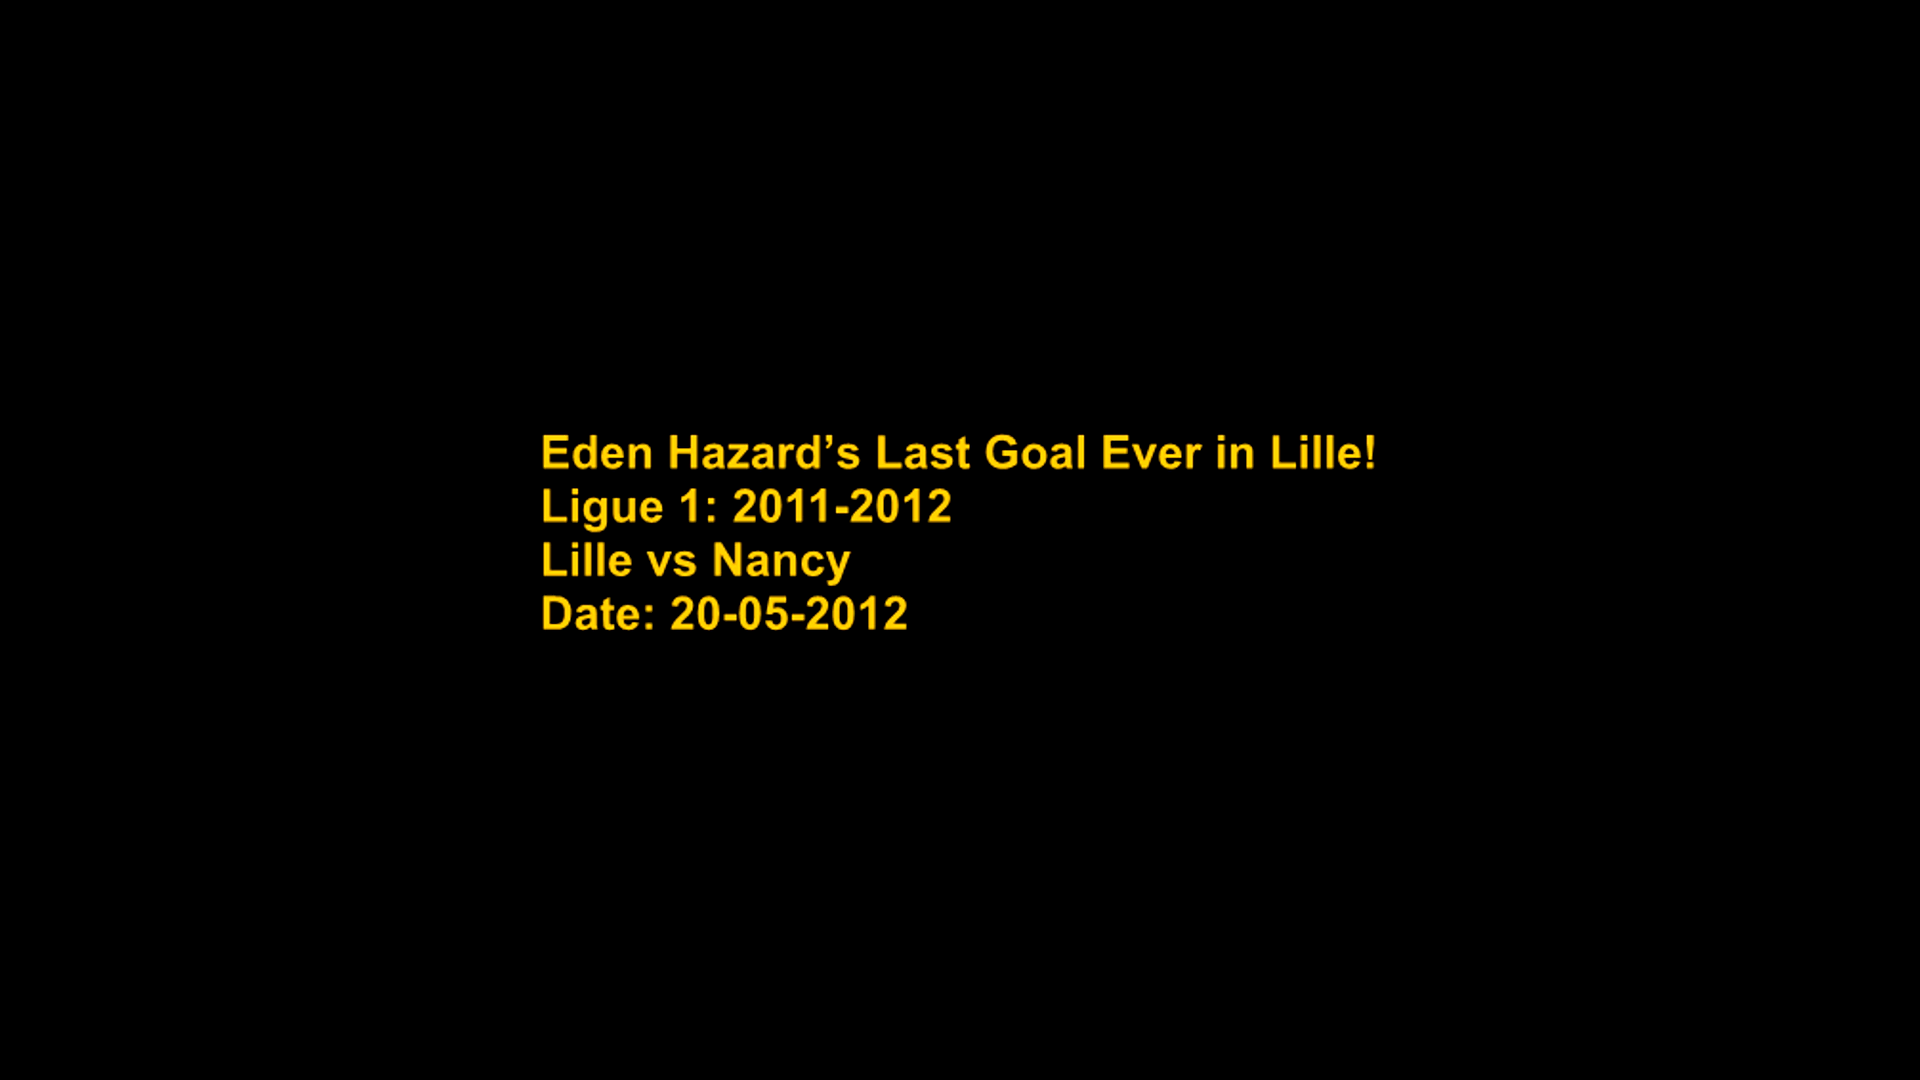 Eden Hazard’s Last Goal Ever in Lille!
Ligue 1: 2011-2012
Lille vs Nancy
Date: 20-05-2012